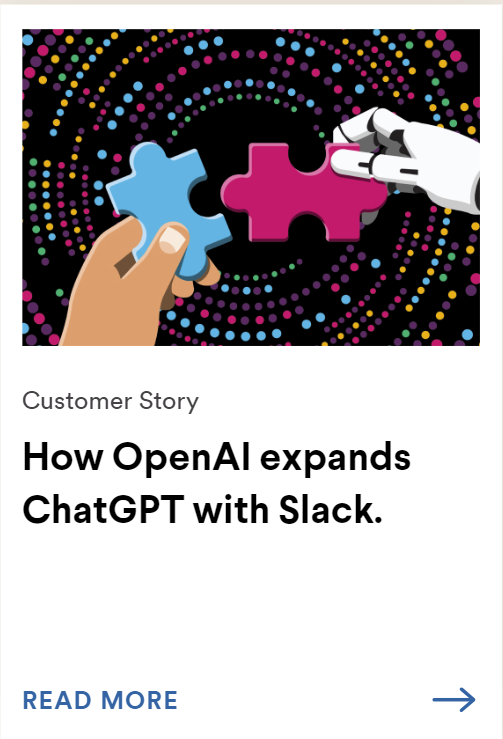 Customer Story
How OpenAI expands
ChatGPT with Slack.
READ MORE